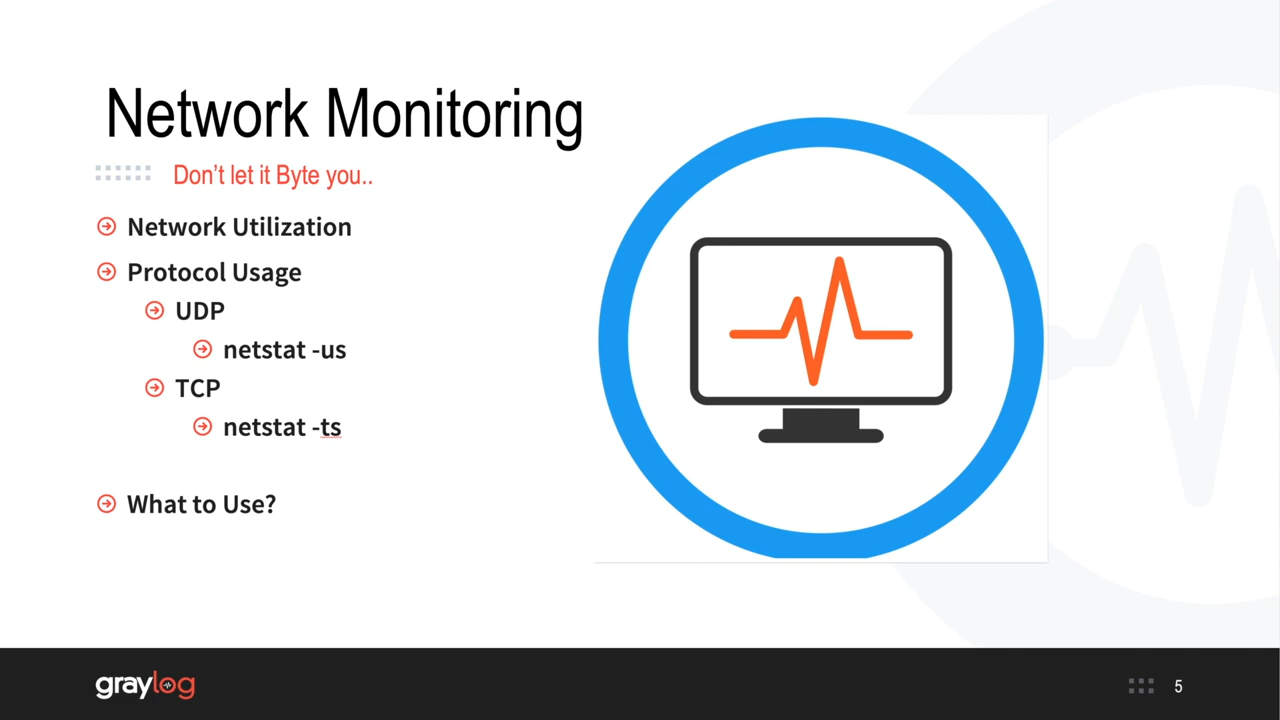 Network Monitoring
Don't let it Byte you..
Network Utilization
Protocol Usage
UDP
netstat -us
TCP
netstat -ts
What to Use?
graylog
5